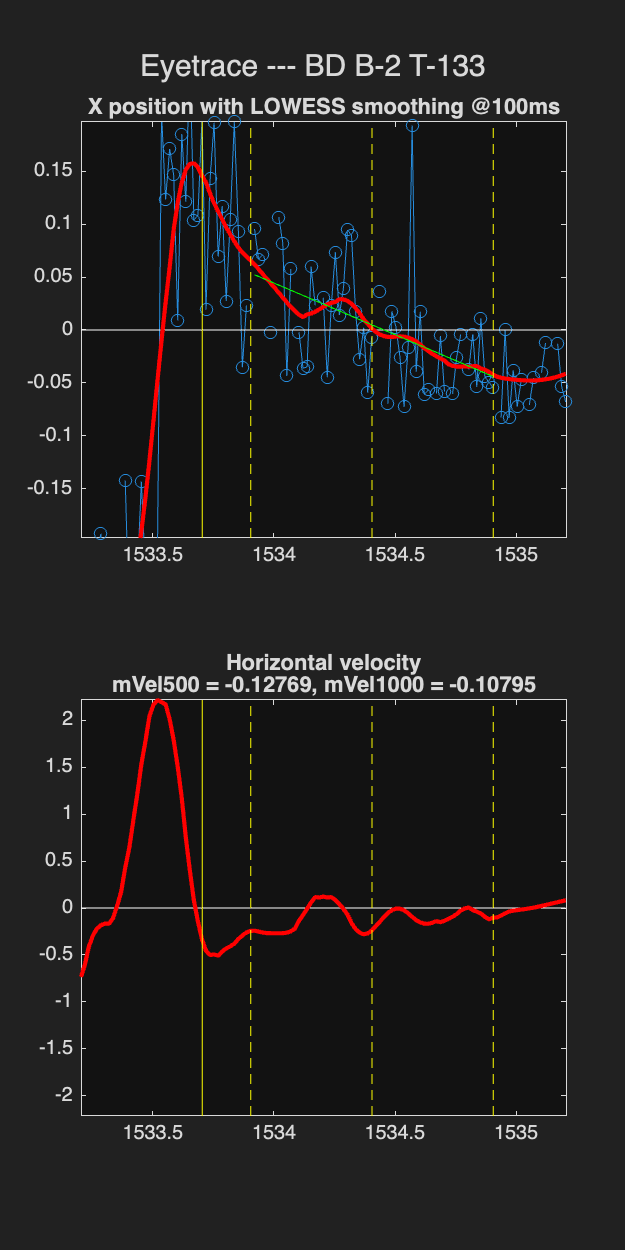 Eyetrace --- BD B-2 T-133
X position with LOWESS smoothing @100ms
0.15
0.1
0.05
0
-0.05
-0.1
-0.15
1533.5 1534 1534.5 1535
Horizontal velocity
mVel500 = -0.12769, mVel1000 = -0.10795
2
1.5
1
0.5
0
-0.5
-1
-1.5
-2
1533.5 1534 1534.5 1535